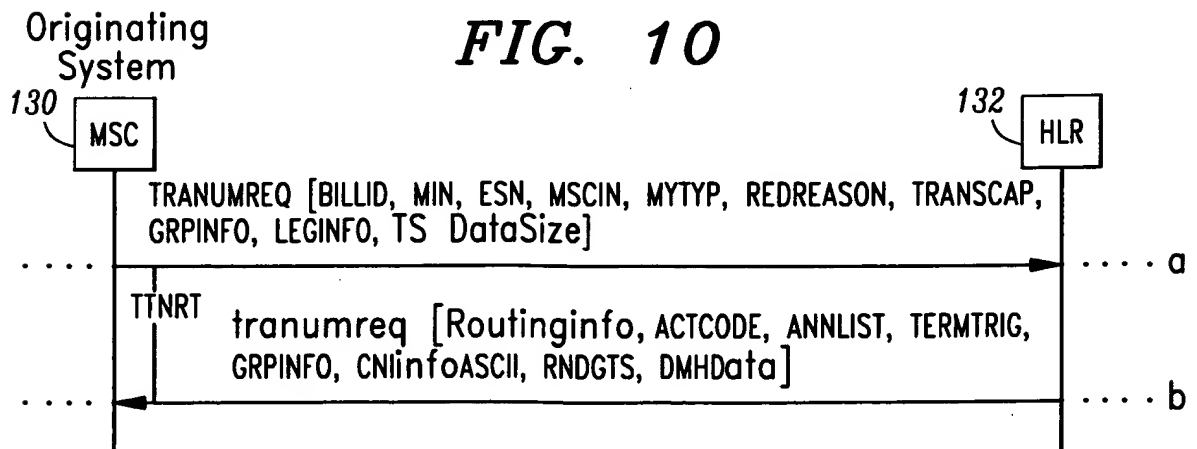 Originating
System
FIG. 10
130
MSC
132
HLR
TRANUMREQ [BILLID, MIN, ESN, MSCIN, MYTYP, REDREASON, TRANSCAP,
GRPINFO, LEGINFO, TS DataSize]
.... a
TTNRT
tranumreq [Routinginfo, ACTCODE, ANNLIST, TERMTRIG,
GRPINFO, CNIinfoASCII, RNDGTS, DMHData]
.... b